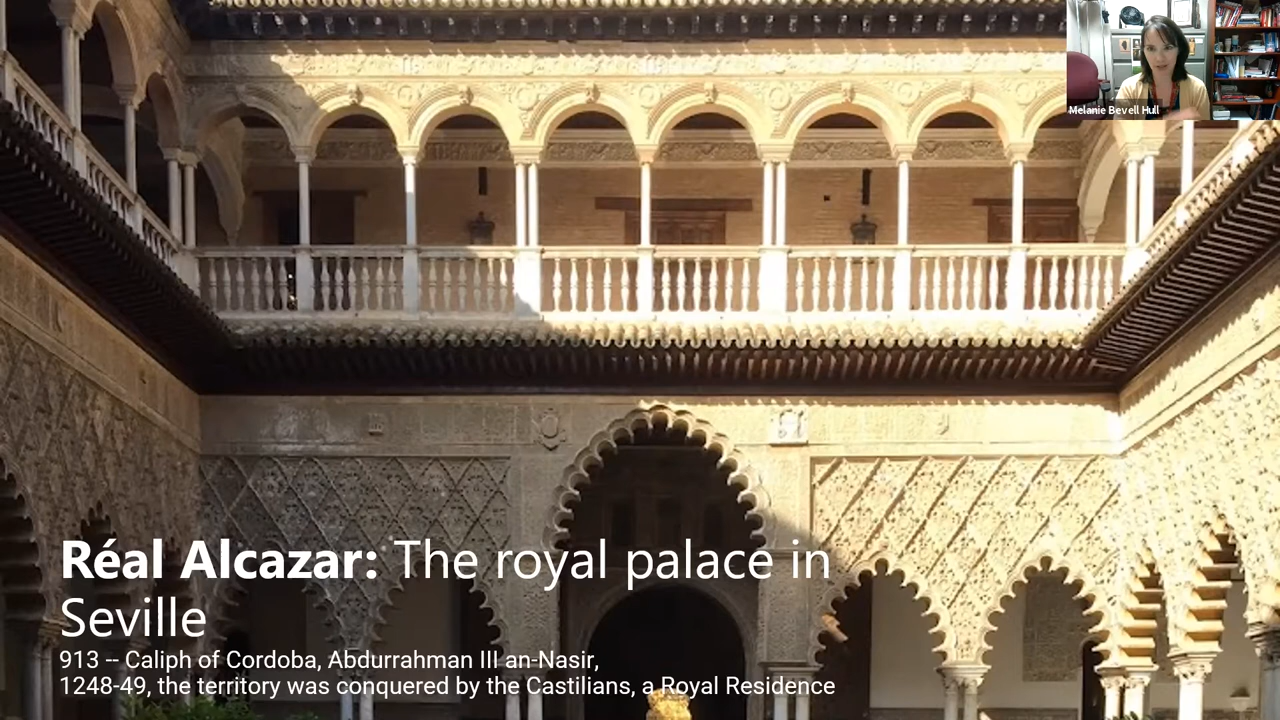 Melanie Bevell Hull
Réal Alcazar: The royal palace in
Seville
913 -- Caliph of Cordoba, Abdurrahman III an-Nasir,
1248-49, the territory was conquered by the Castilians, a Royal Residence